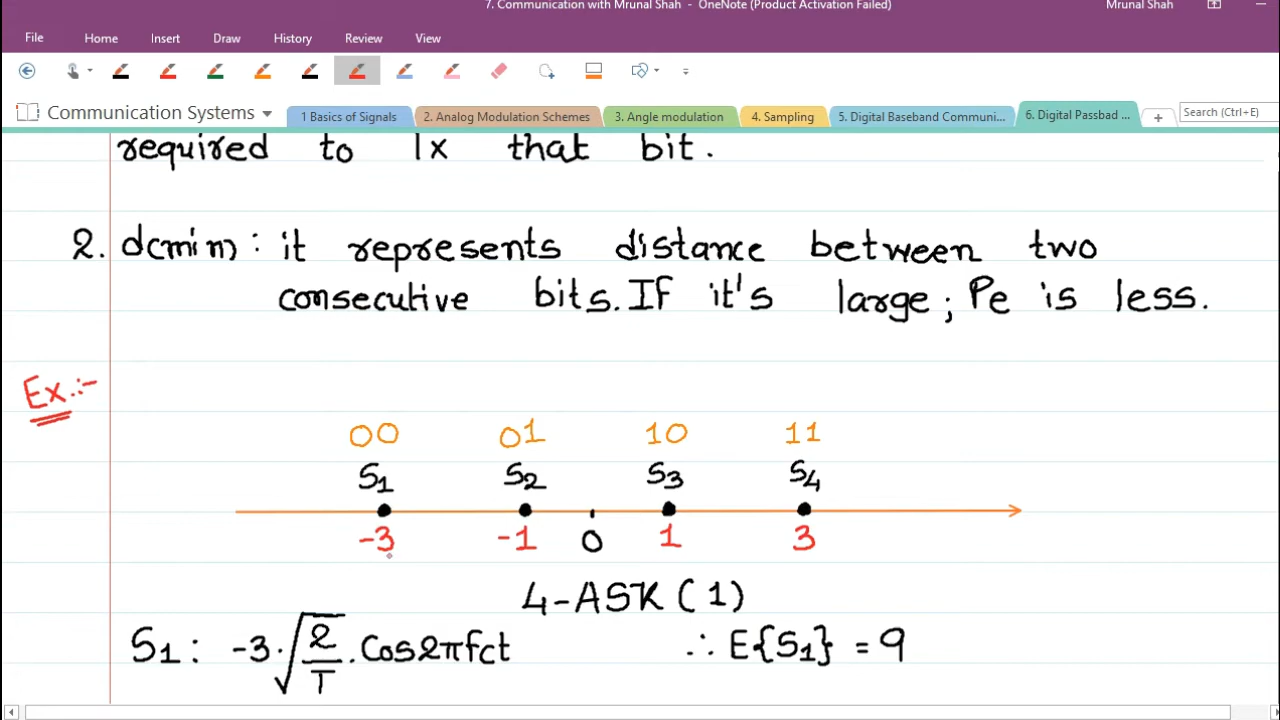 7. Communication with Mrunal Shah - OneNote (Product Activation Failed)
Mrunal Shah
File Home Insert Draw History Review View
Communication Systems
1 Basics of Signals
2. Analog Modulation Schemes
3. Angle modulation
4. Sampling
5. Digital Baseband Communi...
6. Digital Passbad ...
Search (Ctrl+E)
required to Tx that bit.
2. d(min): it represents distance between two
consecutive bits. If it's large; Pe is less.
Ex.:-
00 01 10 11
S1 S2 S3 S4
-3 -1 0 1 3
4-ASK (1)
S1: -3·√2/T . Cos2πfct ∴ E{S1} = 9